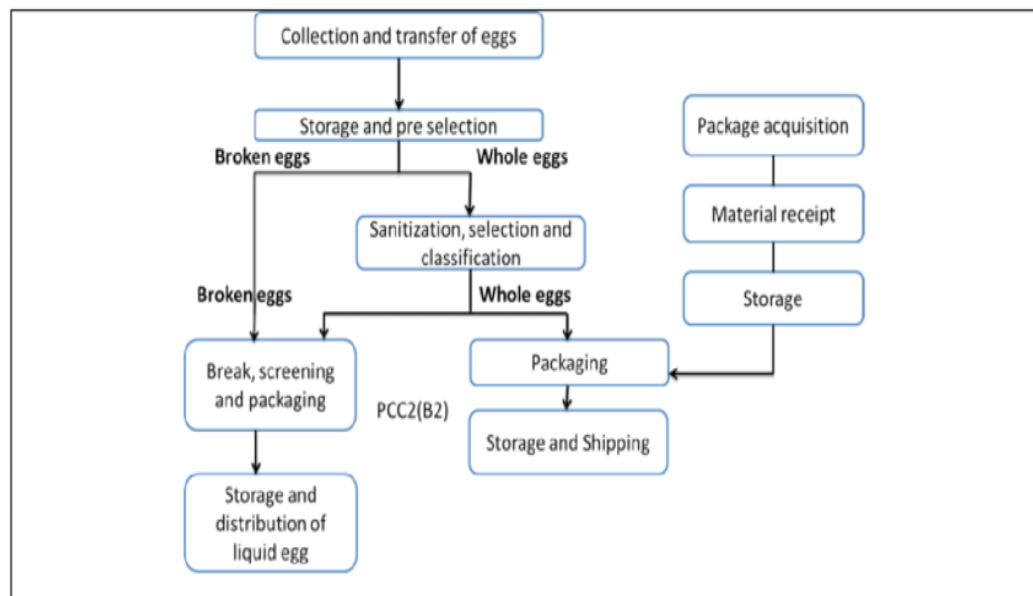 Collection and transfer of eggs
Storage and pre selection
Package acquisition
Broken eggs
Whole eggs
Material receipt
Sanitization, selection and
classification
Broken eggs
Whole eggs
Storage
Break, screening
and packaging
Packaging
PCC2(B2)
Storage and Shipping
Storage and
distribution of
liquid egg